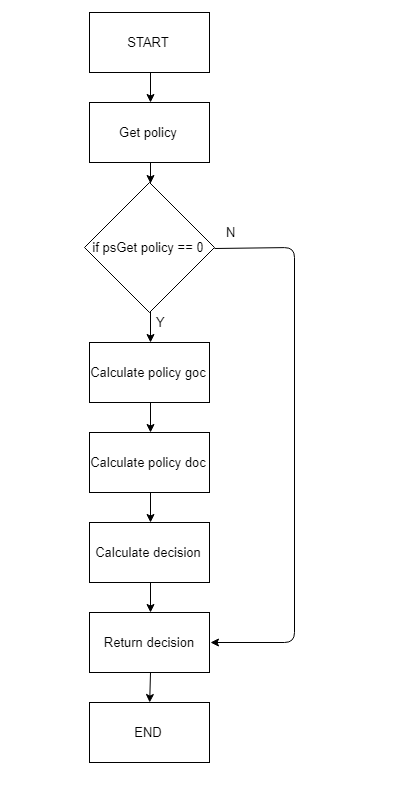 START
Get policy
if psGet policy == 0
N
Y
Calculate policy goc
Calculate policy doc
Calculate decision
Return decision
END